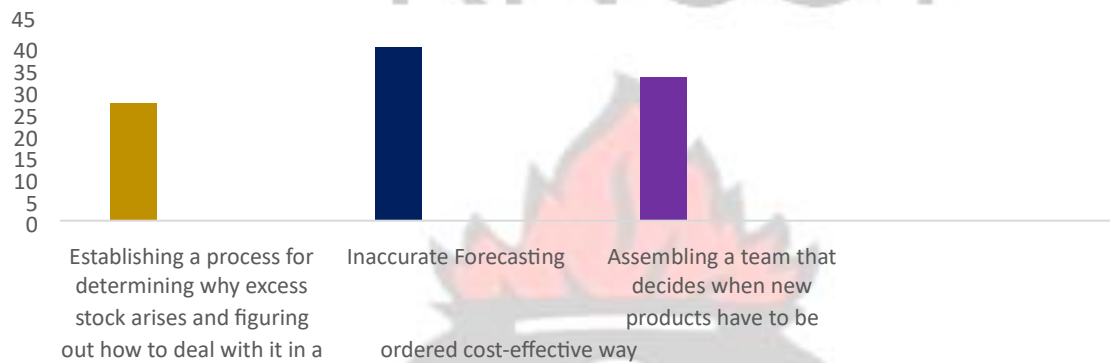 45
40
35
30
25
20
15
10
5
0
Establishing a process for Inaccurate Forecasting Assembling a team that
determining why excess decides when new
stock arises and figuring products have to be
out how to deal with it in a ordered cost-effective way